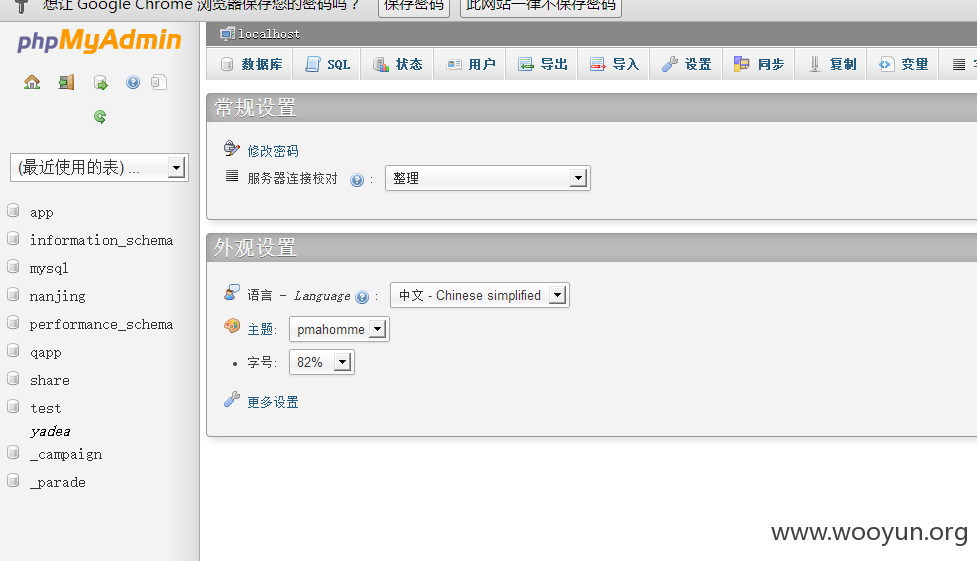 想让 Google Chrome 浏览器保存您的密码吗？ 保存密码 此网站一律不保存密码
phpMyAdmin
localhost
数据库 SQL 状态 用户 导出 导入 设置 同步 复制 变量
(最近使用的表) ...
app
information_schema
mysql
nanjing
performance_schema
qapp
share
test
yadea
_campaign
_parade
常规设置
修改密码
服务器连接校对 : 整理
外观设置
语言 - Language : 中文 - Chinese simplified
主题: pmahomme
字号: 82%
更多设置
www.wooyun.org